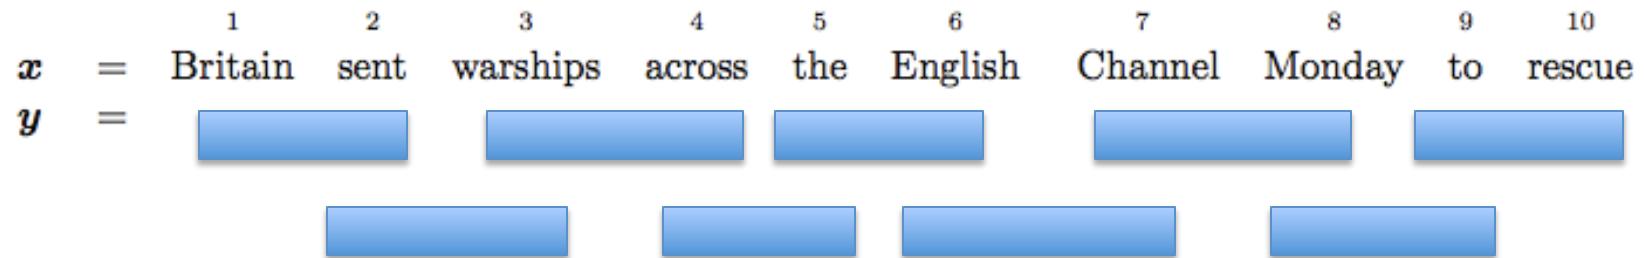 1 2 3 4 5 6 7 8 9 10
x = Britain sent warships across the English Channel Monday to rescue
y =